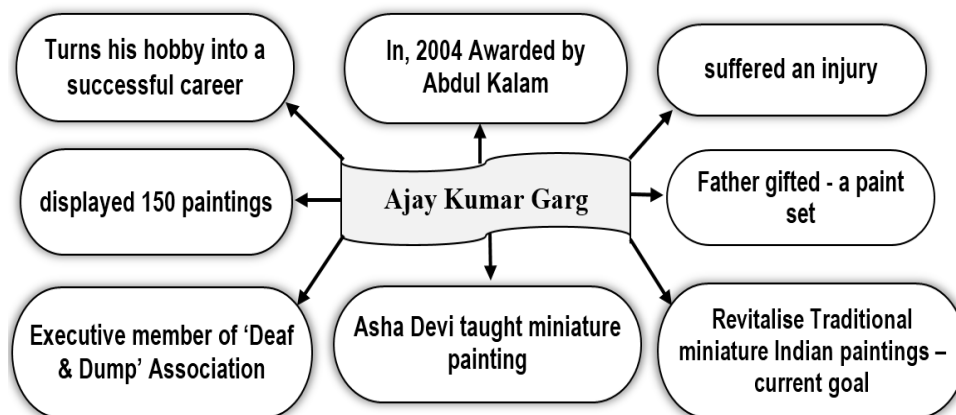 Turns his hobby into a
successful career
In, 2004 Awarded by
Abdul Kalam
suffered an injury
displayed 150 paintings
Ajay Kumar Garg
Father gifted - a paint
set
Executive member of ‘Deaf
& Dump’ Association
Asha Devi taught miniature
painting
Revitalise Traditional
miniature Indian paintings –
current goal